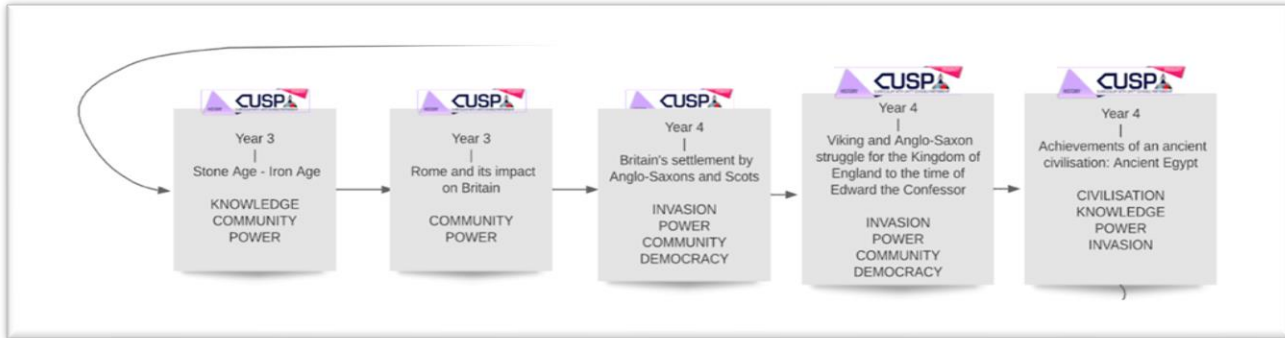 CUSP
Year 3
|
Stone Age - Iron Age
KNOWLEDGE
COMMUNITY
POWER
CUSP
Year 3
|
Rome and its impact
on Britain
COMMUNITY
POWER
CUSP
Year 4
|
Britain's settlement by
Anglo-Saxons and Scots
INVASION
POWER
COMMUNITY
DEMOCRACY
HISTORY
CUSP
Year 4
|
Viking and Anglo-Saxon
struggle for the Kingdom of
England to the time of
Edward the Confessor
INVASION
POWER
COMMUNITY
DEMOCRACY
HISTORY
CUSP
Year 4
|
Achievements of an ancient
civilisation: Ancient Egypt
CIVILISATION
KNOWLEDGE
POWER
INVASION